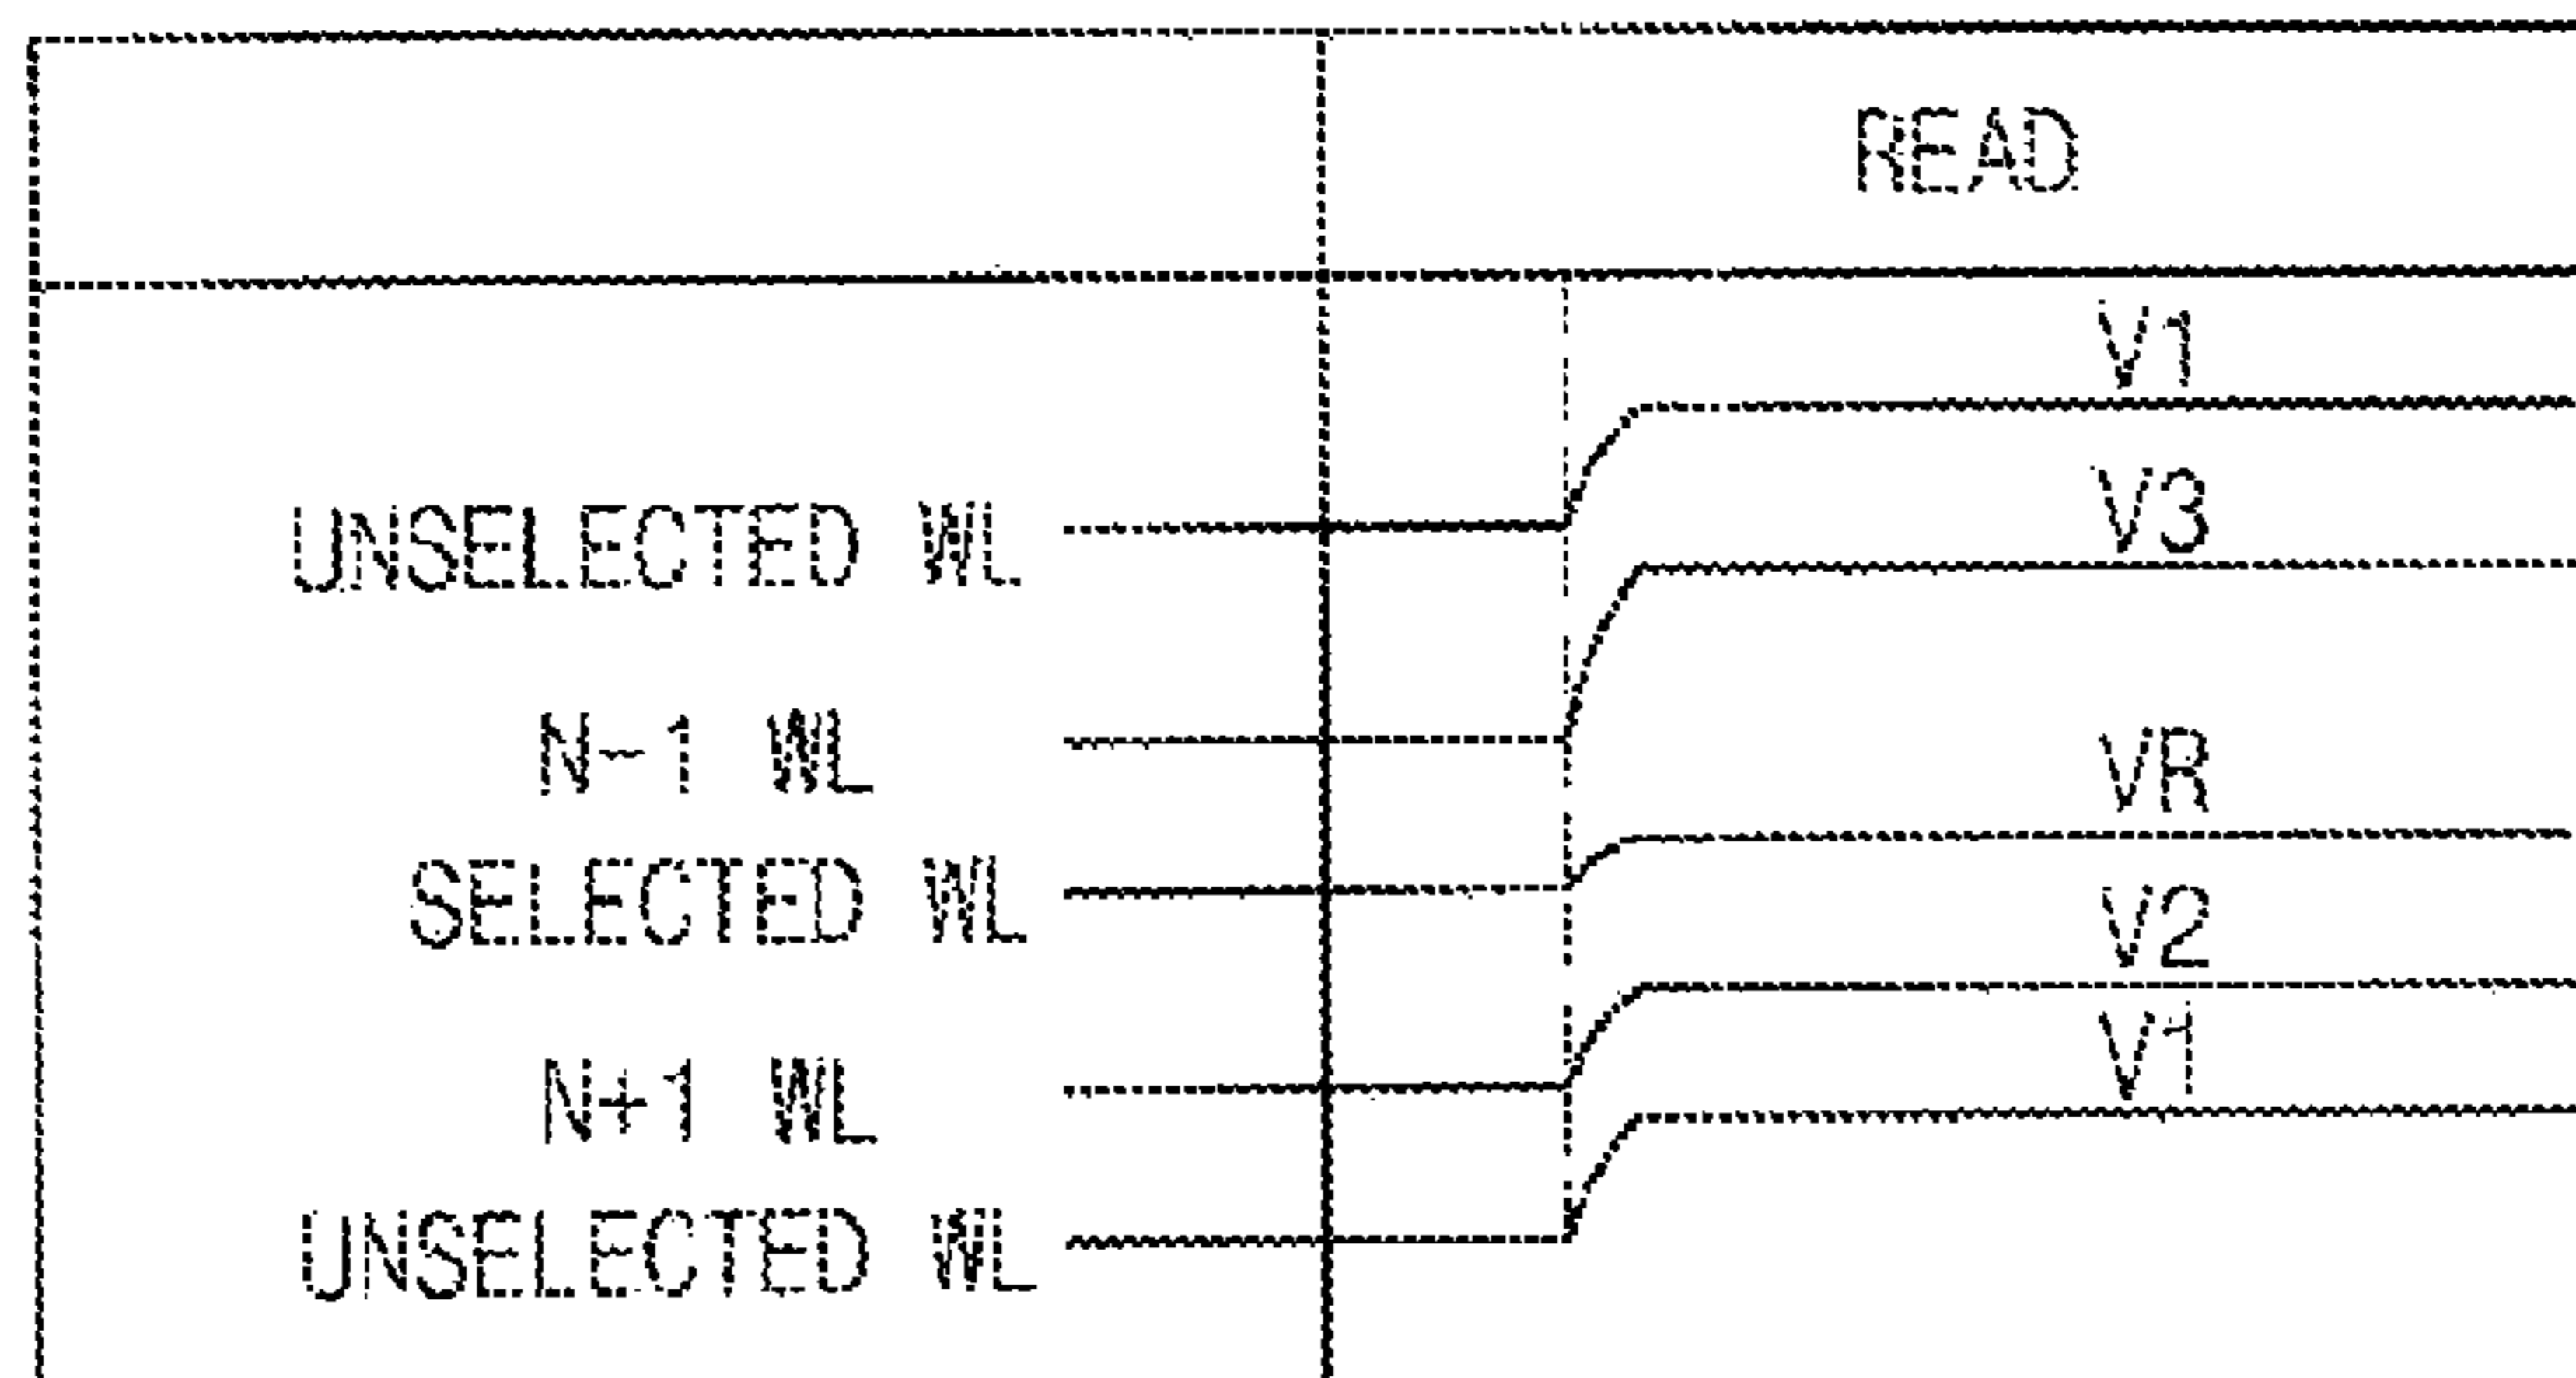 READ
V1
UNSELECTED WL
V3
N-1 WL
VR
SELECTED WL
V2
N+1 WL
V1
UNSELECTED WL